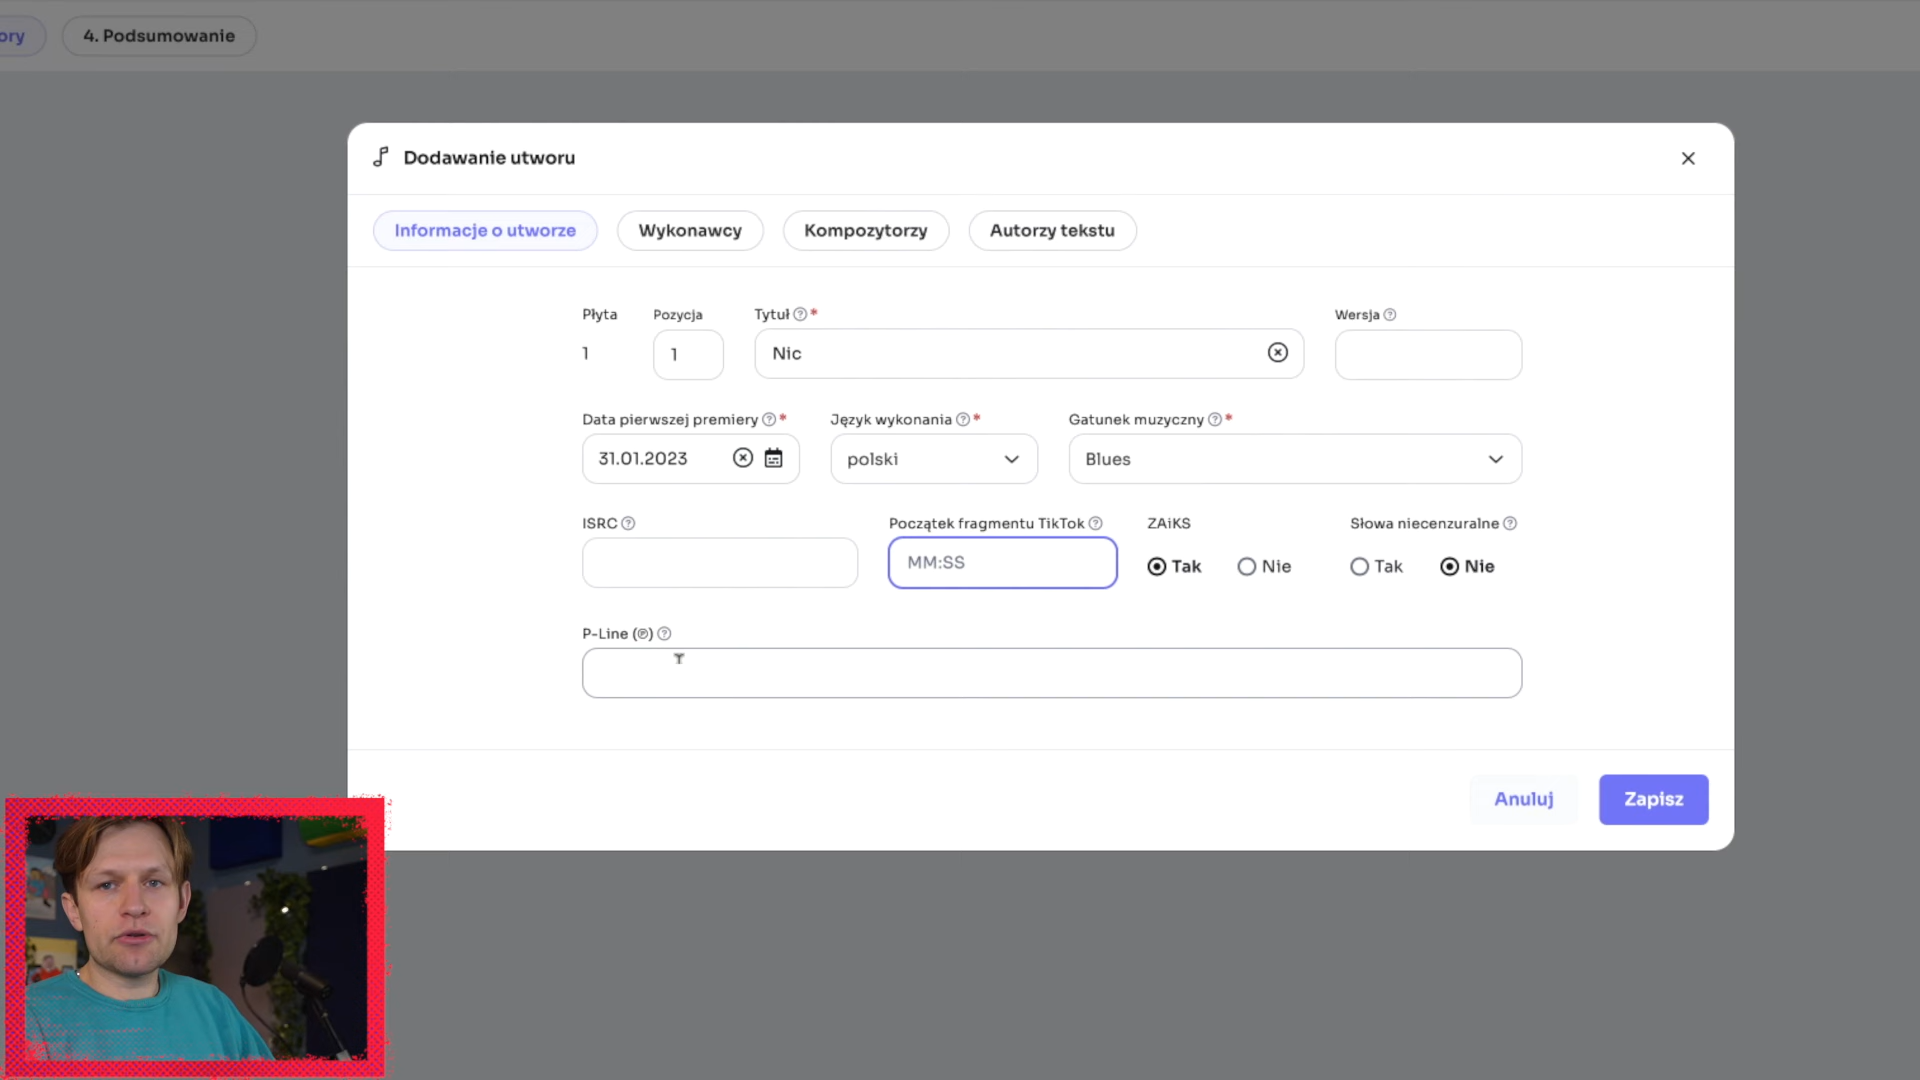 ory
4. Podsumowanie
Dodawanie utworu
Informacje o utworze
Wykonawcy
Kompozytorzy
Autorzy tekstu
Płyta
Pozycja
Tytuł *
Wersja
1
1
Nic
Data pierwszej premiery *
Język wykonania *
Gatunek muzyczny *
31.01.2023
polski
Blues
ISRC
Początek fragmentu TikTok
ZAiKS
Słowa niecenzuralne
MM:SS
Tak
Nie
Tak
Nie
P-Line (℗)
Anuluj
Zapisz